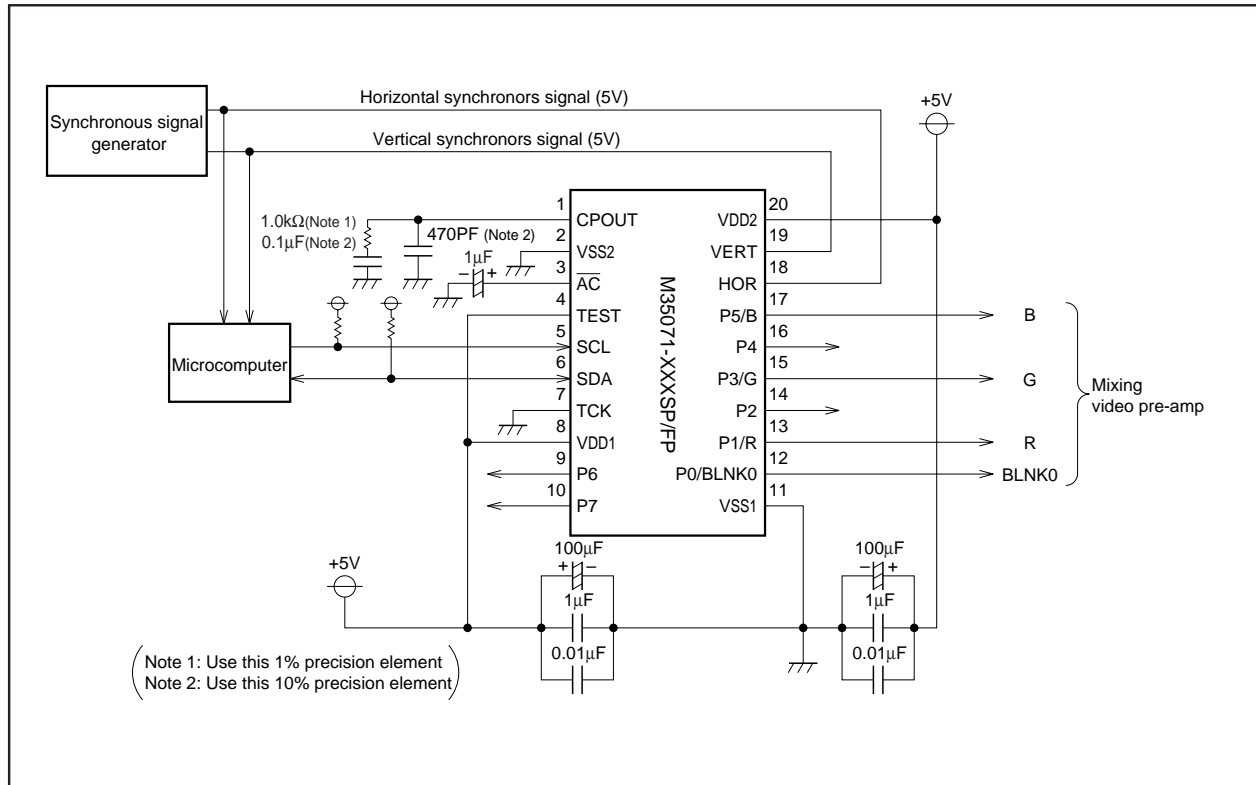 Horizontal synchronors signal (5V)
Synchronous signal
generator
Vertical synchronors signal (5V)
+5V
1.0kΩ(Note 1)
0.1μF(Note 2)
470PF (Note 2)
1μF
− +
Microcomputer
1 CPOUT
2 VSS2
3 AC
4 TEST
5 SCL
6 SDA
7 TCK
8 VDD1
9 P6
10 P7
M35071-XXXSP/FP
20 VDD2
19 VERT
18 HOR
17 P5/B
16 P4
15 P3/G
14 P2
13 P1/R
12 P0/BLNK0
11 VSS1
B
G
R
BLNK0
Mixing
video pre-amp
+5V
100μF
+ −
1μF
0.01μF
100μF
− +
1μF
0.01μF
Note 1: Use this 1% precision element
Note 2: Use this 10% precision element